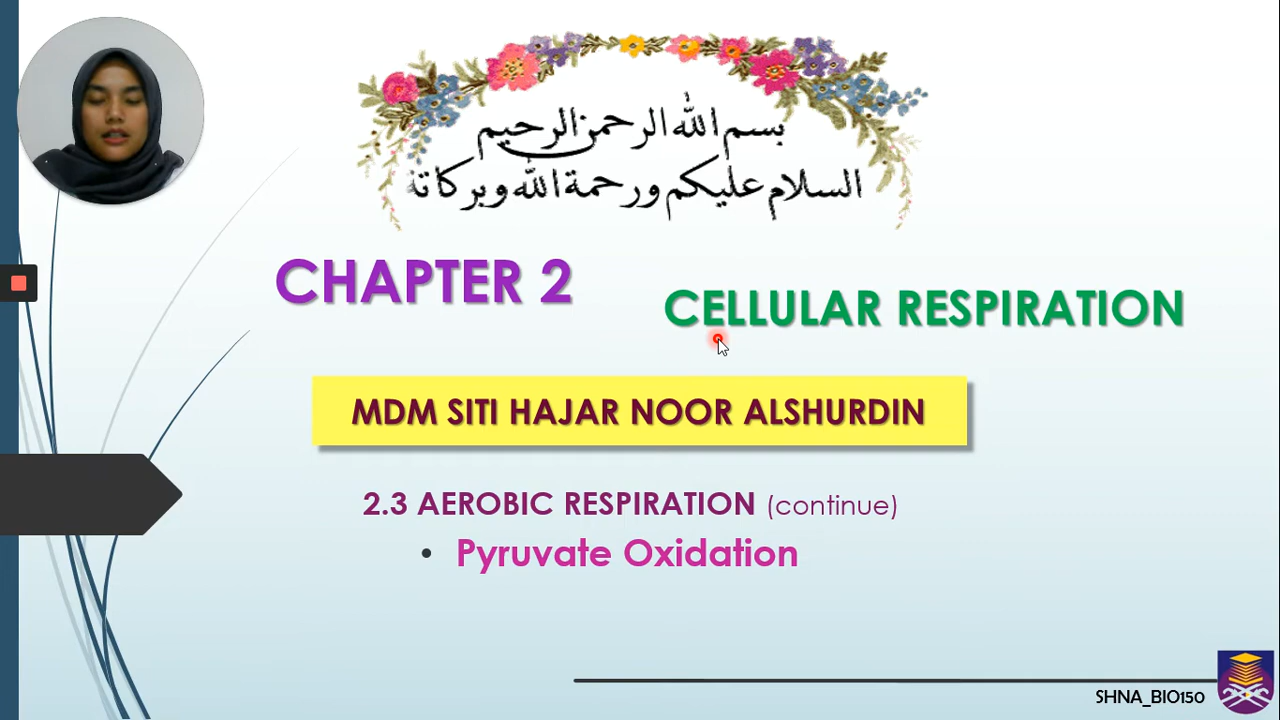 بسم الله الرحمن الرحيم
السلام عليكم ورحمة الله وبركاتة
CHAPTER 2
CELLULAR RESPIRATION
MDM SITI HAJAR NOOR ALSHURDIN
2.3 AEROBIC RESPIRATION (continue)
• Pyruvate Oxidation
SHNA_BIO150